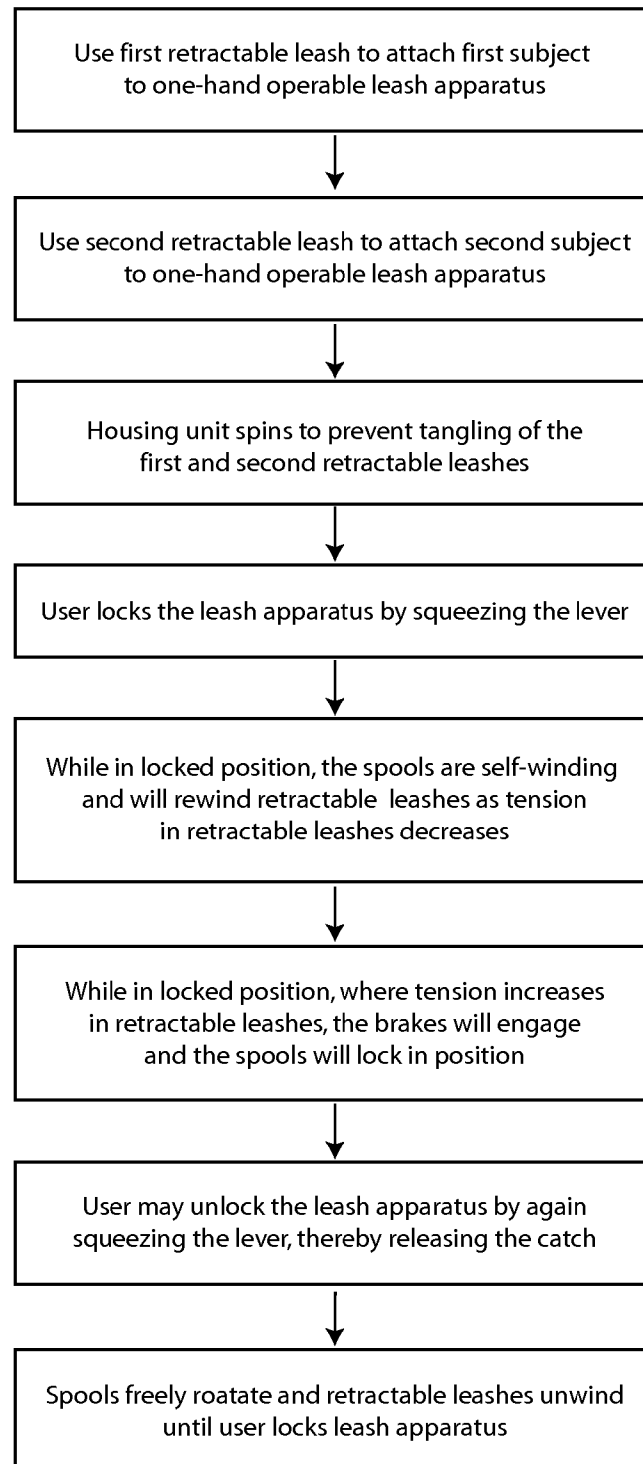 Use first retractable leash to attach first subject
to one-hand operable leash apparatus
Use second retractable leash to attach second subject
to one-hand operable leash apparatus
Housing unit spins to prevent tangling of the
first and second retractable leashes
User locks the leash apparatus by squeezing the lever
While in locked position, the spools are self-winding
and will rewind retractable leashes as tension
in retractable leashes decreases
While in locked position, where tension increases
in retractable leashes, the brakes will engage
and the spools will lock in position
User may unlock the leash apparatus by again
squeezing the lever, thereby releasing the catch
Spools freely roatate and retractable leashes unwind
until user locks leash apparatus